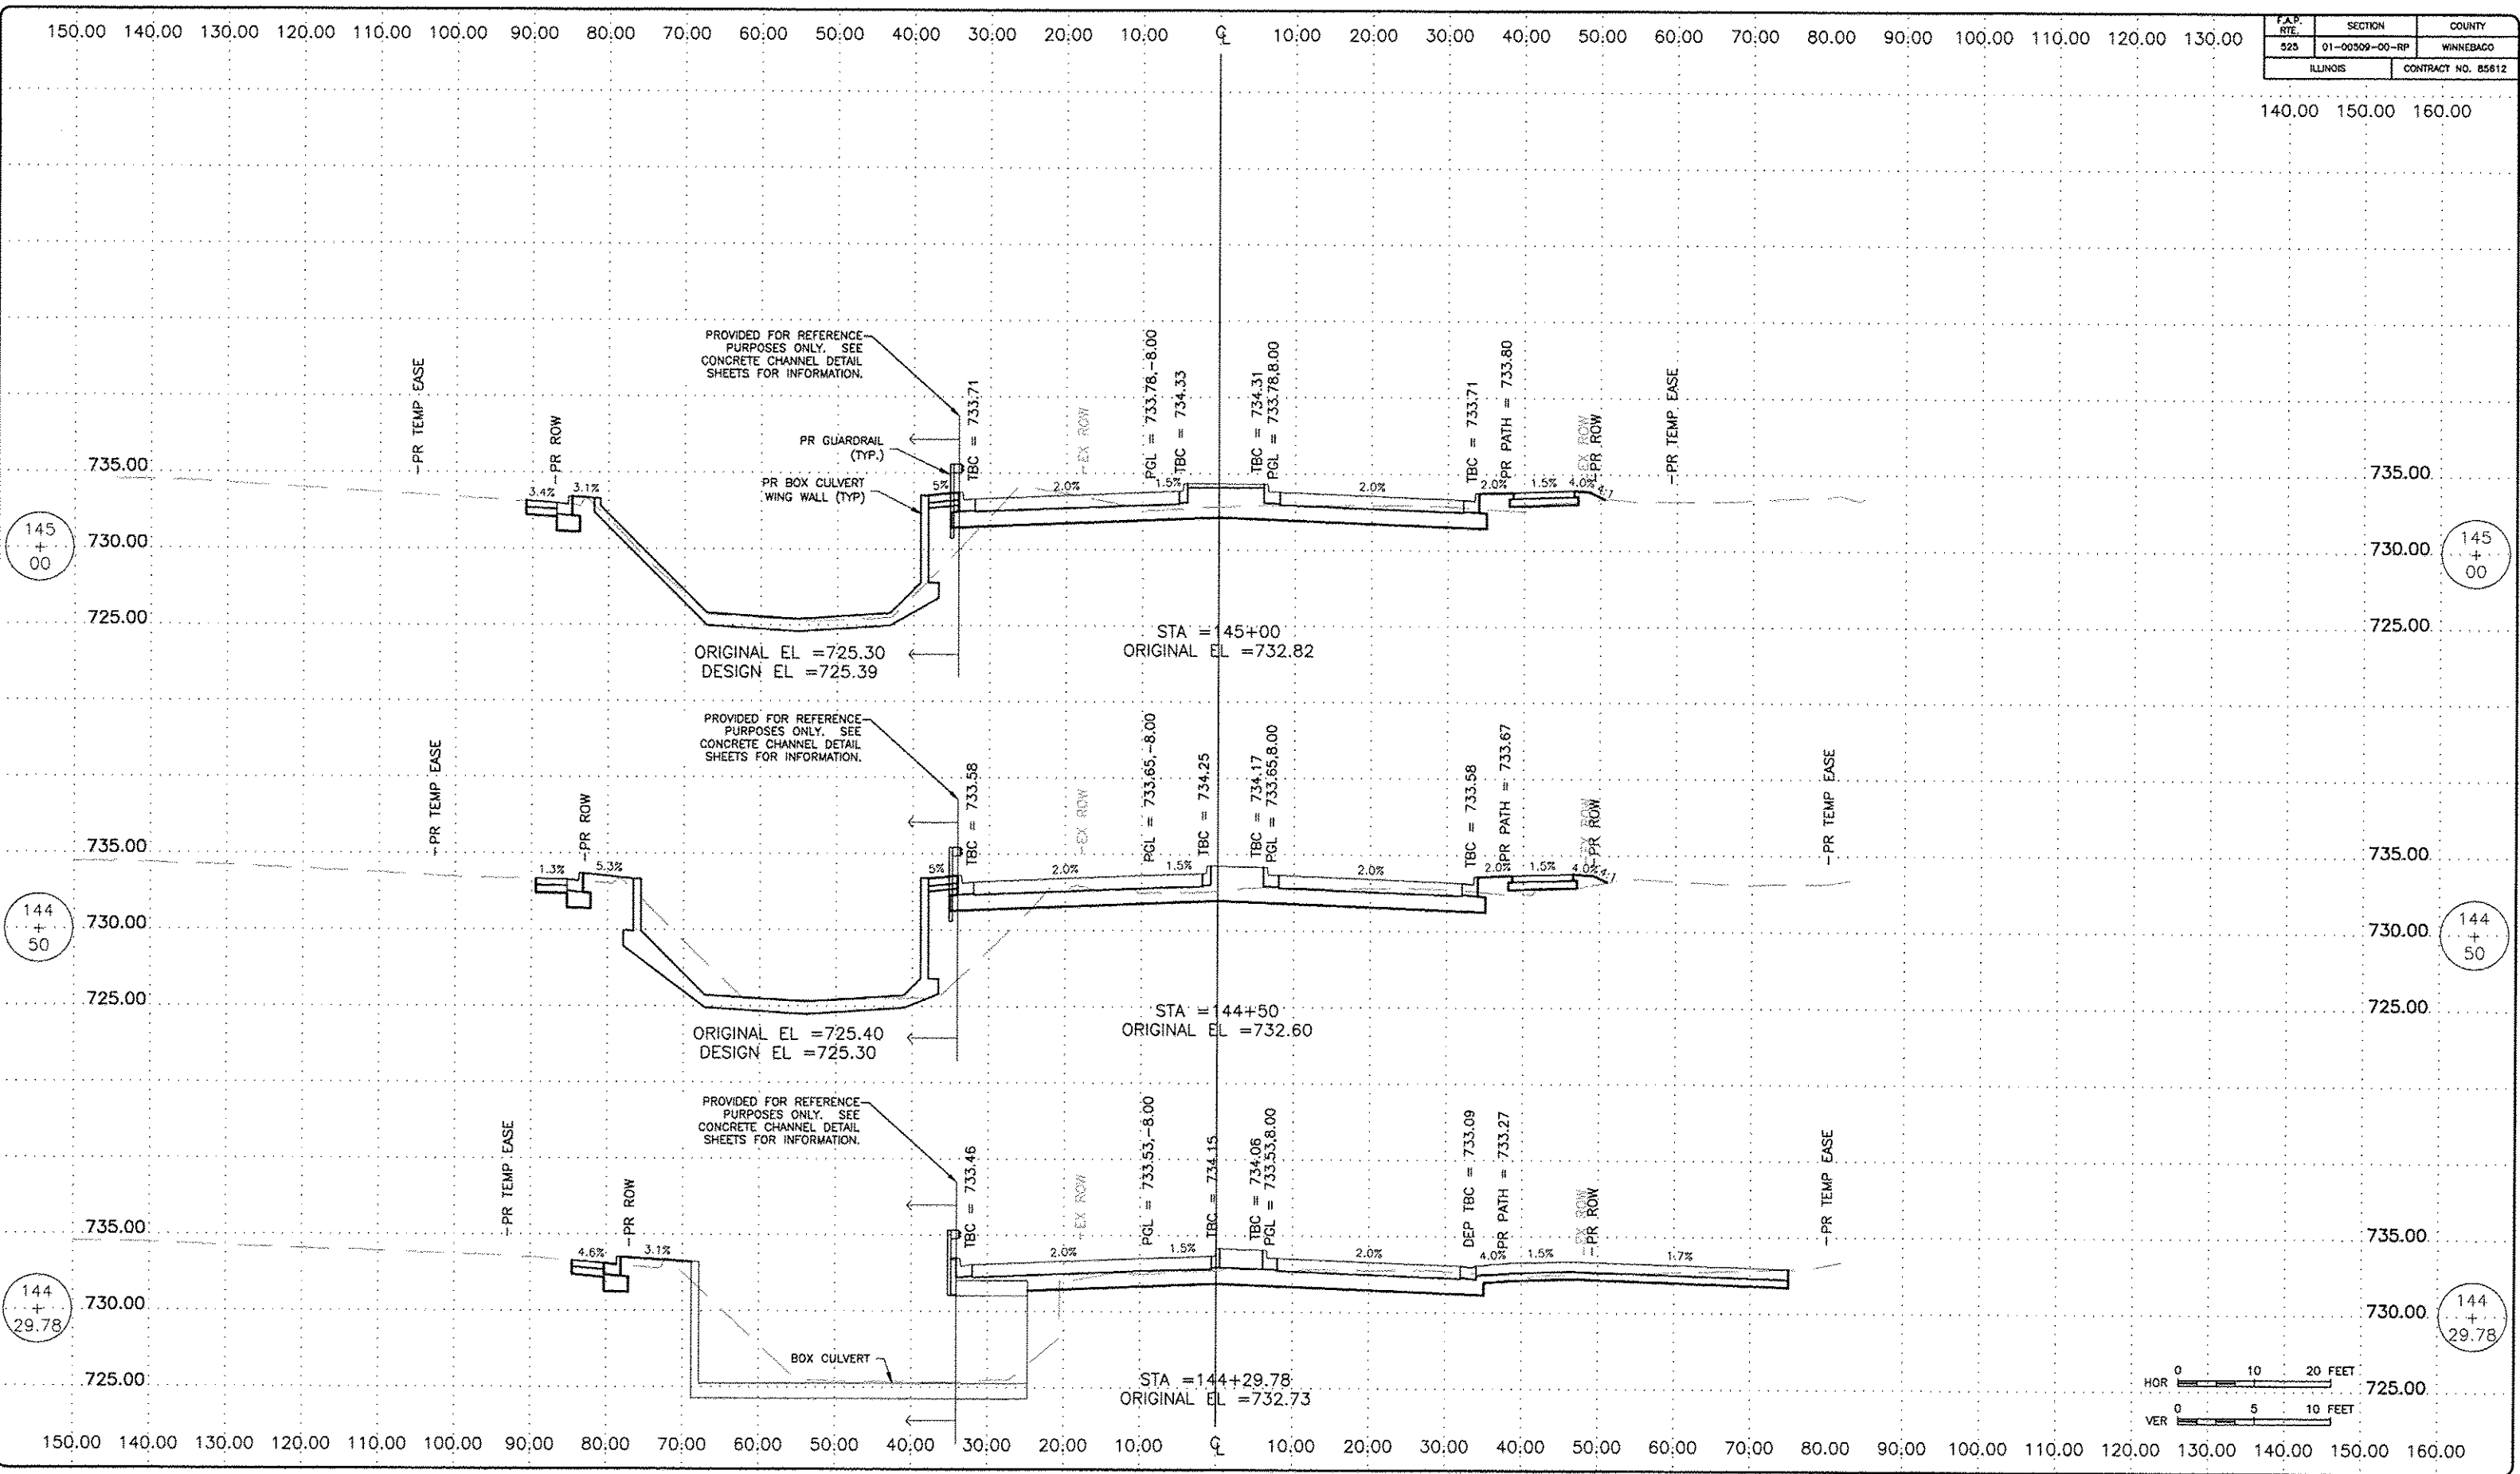 150.00 140.00 130.00 120.00 110.00 100.00 90.00 80.00 70.00 60.00 50.00 40.00 30.00 20.00 10.00 ℄ 10.00 20.00 30.00 40.00 50.00 60.00 70.00 80.00 90.00 100.00 110.00 120.00 130.00
F.A.P. RTE. SECTION COUNTY
525 01-00509-00-RP WINNEBAGO
ILLINOIS CONTRACT NO. 85612
140.00 150.00 160.00
PROVIDED FOR REFERENCE
PURPOSES ONLY. SEE
CONCRETE CHANNEL DETAIL
SHEETS FOR INFORMATION.
PR GUARDRAIL
(TYP.)
PR BOX CULVERT
WING WALL (TYP)
PR TEMP EASE
PR ROW
TBC = 733.71
EX ROW
PGL = 733.78,-8.00
TBC = 734.33
TBC = 734.31
PGL = 733.78,8.00
TBC = 733.71
PR PATH = 733.80
EX ROW
PR ROW
PR TEMP EASE
735.00 735.00
3.4% 3.1% 5% 2.0% 1.5% 2.0% 2.0% 1.5% 4.0% 4:1
145
+
00
730.00 730.00
145
+
00
725.00 725.00
STA =145+00
ORIGINAL EL =732.82
ORIGINAL EL =725.30
DESIGN EL =725.39
PROVIDED FOR REFERENCE
PURPOSES ONLY. SEE
CONCRETE CHANNEL DETAIL
SHEETS FOR INFORMATION.
PR TEMP EASE
PR ROW
TBC = 733.58
EX ROW
PGL = 733.65,-8.00
TBC = 734.25
TBC = 734.17
PGL = 733.65,8.00
TBC = 733.58
PR PATH = 733.67
EX ROW
PR ROW
PR TEMP EASE
735.00 735.00
1.3% 5.3% 5% 2.0% 1.5% 2.0% 2.0% 1.5% 4.0% 4:1
144
+
50
730.00 730.00
144
+
50
725.00 725.00
STA =144+50
ORIGINAL EL =732.60
ORIGINAL EL =725.40
DESIGN EL =725.30
PROVIDED FOR REFERENCE
PURPOSES ONLY. SEE
CONCRETE CHANNEL DETAIL
SHEETS FOR INFORMATION.
PR TEMP EASE
PR ROW
TBC = 733.46
EX ROW
PGL = 733.53,-8.00
TBC = 734.15
TBC = 734.06
PGL = 733.53,8.00
DEP TBC = 733.09
PR PATH = 733.27
EX ROW
PR ROW
PR TEMP EASE
735.00 735.00
4.6% 3.1% 2.0% 1.5% 2.0% 4.0% 1.5% 1.7%
144
+
29.78
730.00 730.00
144
+
29.78
BOX CULVERT
725.00 725.00
STA =144+29.78
ORIGINAL EL =732.73
HOR 0 10 20 FEET
VER 0 5 10 FEET
150.00 140.00 130.00 120.00 110.00 100.00 90.00 80.00 70.00 60.00 50.00 40.00 30.00 20.00 10.00 ℄ 10.00 20.00 30.00 40.00 50.00 60.00 70.00 80.00 90.00 100.00 110.00 120.00 130.00 140.00 150.00 160.00